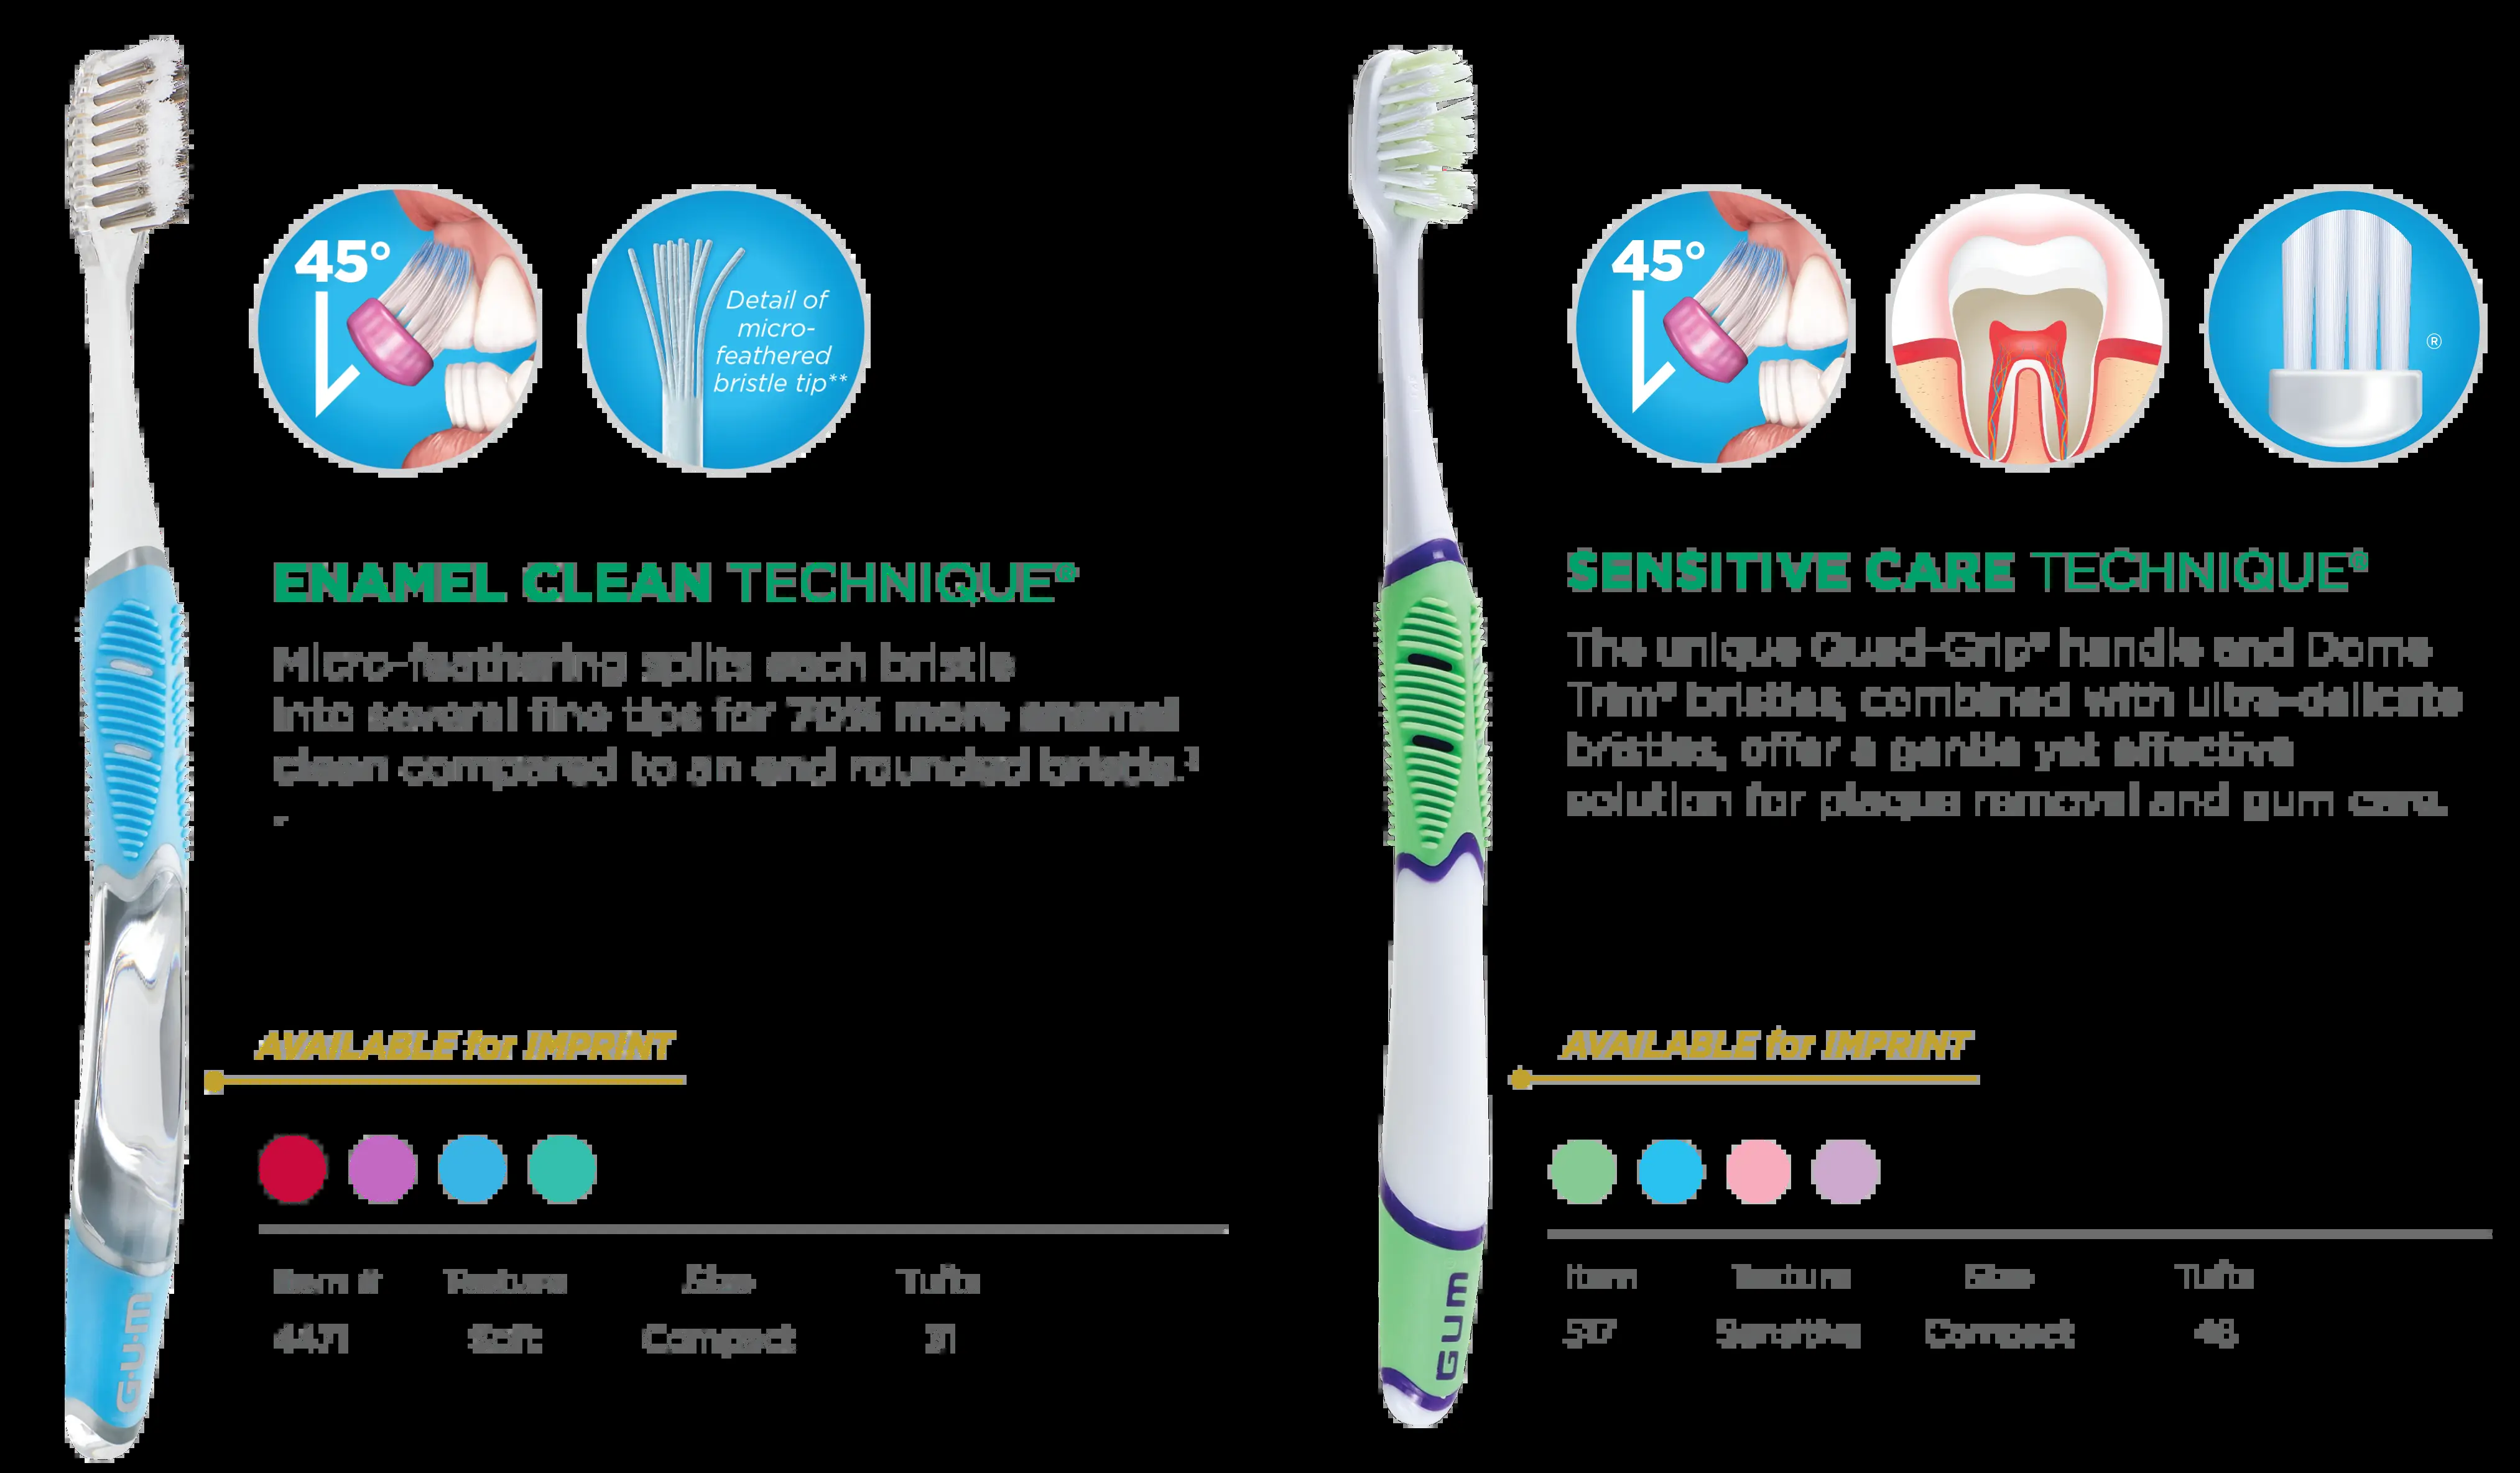 45°
Detail of
micro-
feathered
bristle tip**
ENAMEL CLEAN TECHNIQUE®
Micro-feathering splits each bristle
into several fine tips for 70% more enamel
clean compared to an end rounded bristle.¹
AVAILABLE for IMPRINT
Item # Texture Size Tufts
Soft Compact 31
GUM
45°
®
SENSITIVE CARE TECHNIQUE®
The unique Quad-Grip® handle and Dome
Trim® bristles, combined with ultra-delicate
bristles, offer a gentle yet effective
solution for plaque removal and gum care.
AVAILABLE for IMPRINT
Item Texture Size Tufts
517 Sensitive Compact 46
GUM